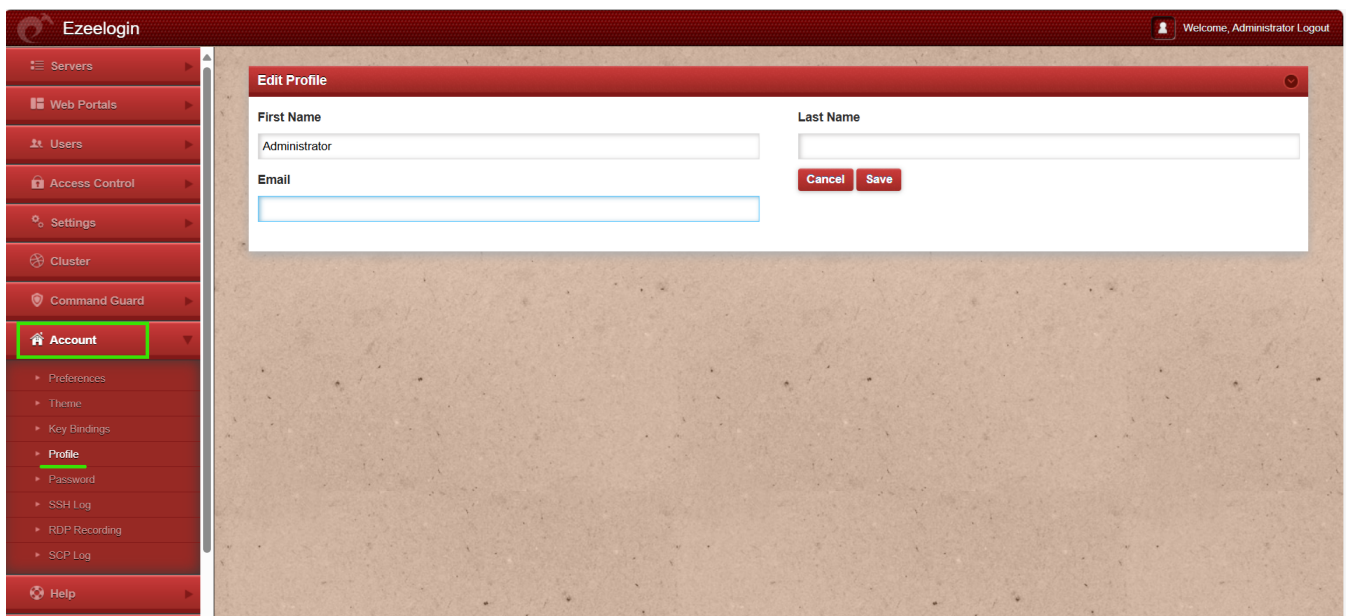 Ezeelogin
Welcome, Administrator Logout
Servers
Web Portals
Users
Access Control
Settings
Cluster
Command Guard
Account
Preferences
Theme
Key Bindings
Profile
Password
SSH Log
RDP Recording
SCP Log
Help
Edit Profile
First Name
Administrator
Last Name
Email
Cancel Save